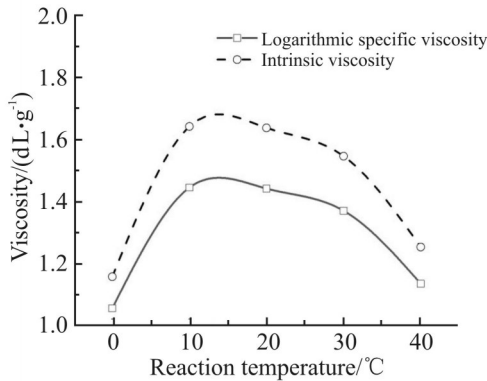 2.0
1.8
1.6
1.4
1.2
1.0
Viscosity/(dL•g⁻¹)
Logarithmic specific viscosity
Intrinsic viscosity
0 10 20 30 40
Reaction temperature/℃